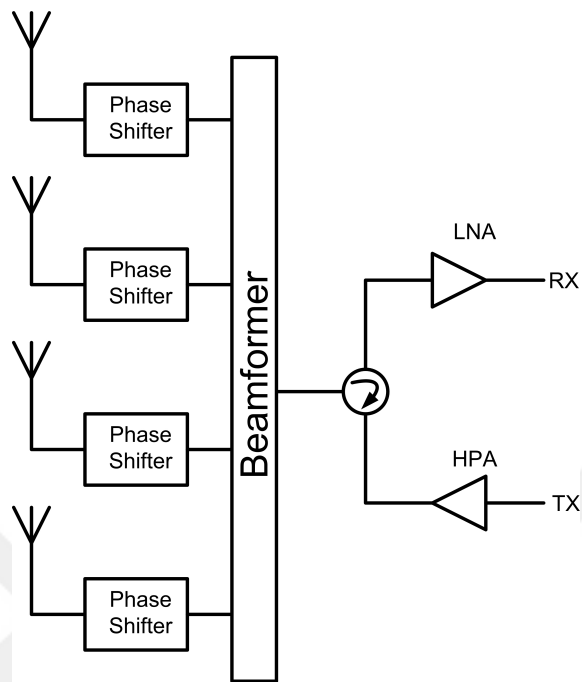 Phase
Shifter
Phase
Shifter
Phase
Shifter
Phase
Shifter
Beamformer
LNA
RX
HPA
TX